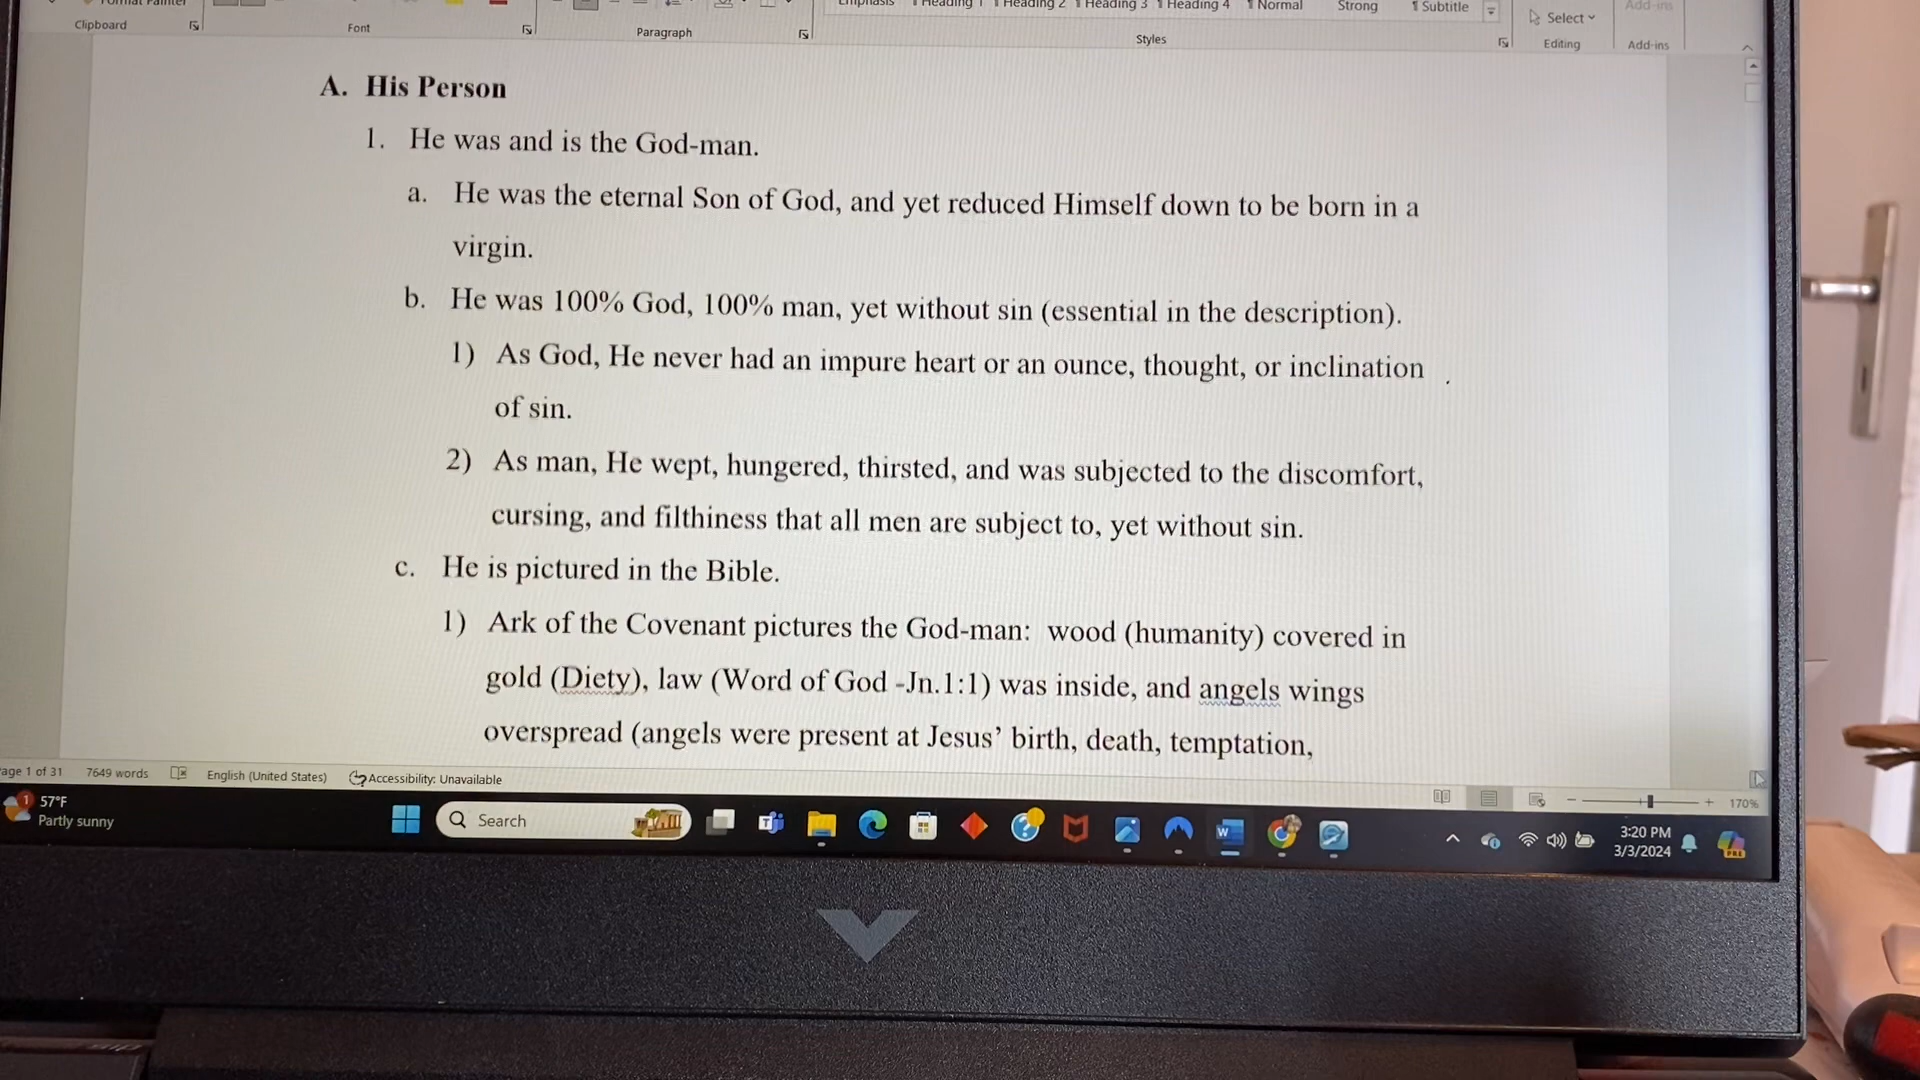 Clipboard
Font
Paragraph
Heading 1
Heading 2
Heading 3
Heading 4
Normal
Strong
Subtitle
Styles
Select
Editing
Add-ins
Add-ins
A. His Person
1. He was and is the God-man.
a. He was the eternal Son of God, and yet reduced Himself down to be born in a
virgin.
b. He was 100% God, 100% man, yet without sin (essential in the description).
1) As God, He never had an impure heart or an ounce, thought, or inclination
of sin.
2) As man, He wept, hungered, thirsted, and was subjected to the discomfort,
cursing, and filthiness that all men are subject to, yet without sin.
c. He is pictured in the Bible.
1) Ark of the Covenant pictures the God-man: wood (humanity) covered in
gold (Diety), law (Word of God -Jn.1:1) was inside, and angels wings
overspread (angels were present at Jesus’ birth, death, temptation,
age 1 of 31 7649 words English (United States) Accessibility: Unavailable
170%
1
57°F
Partly sunny
Search
3:20 PM
3/3/2024